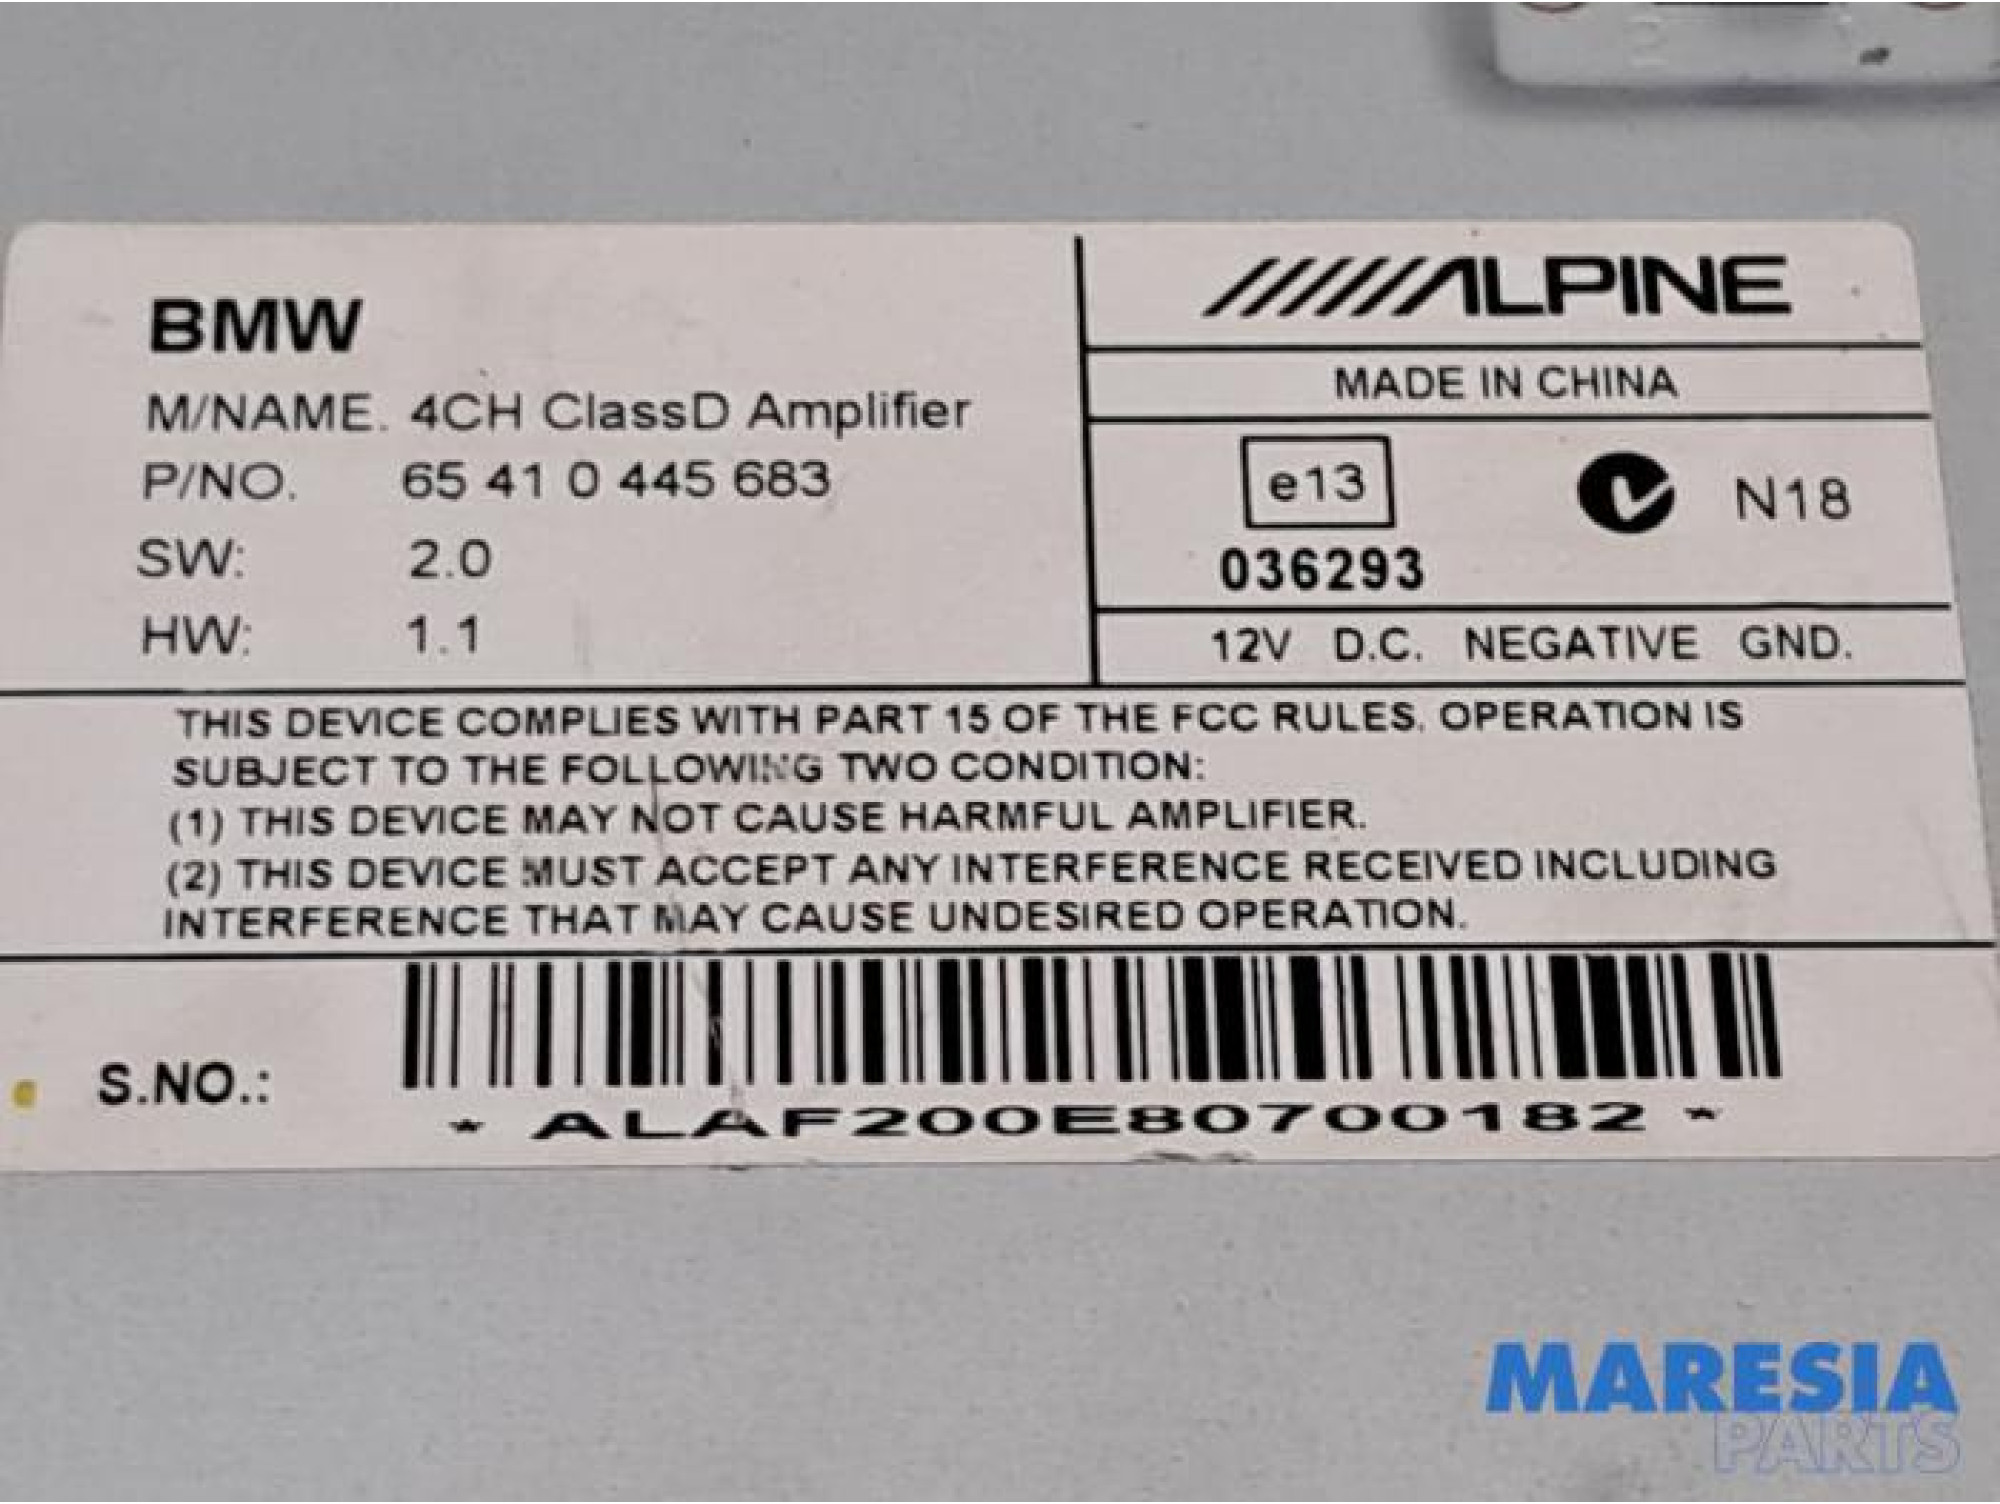 BMW
M/NAME. 4CH ClassD Amplifier
P/NO. 65 41 0 445 683
SW: 2.0
HW: 1.1
ALPINE
MADE IN CHINA
e13
N18
036293
12V D.C. NEGATIVE GND.
THIS DEVICE COMPLIES WITH PART 15 OF THE FCC RULES. OPERATION IS
SUBJECT TO THE FOLLOWING TWO CONDITION:
(1) THIS DEVICE MAY NOT CAUSE HARMFUL AMPLIFIER.
(2) THIS DEVICE MUST ACCEPT ANY INTERFERENCE RECEIVED INCLUDING
INTERFERENCE THAT MAY CAUSE UNDESIRED OPERATION.
S.NO.:
* ALAF200E80700182 *
MARESIA
PARTS